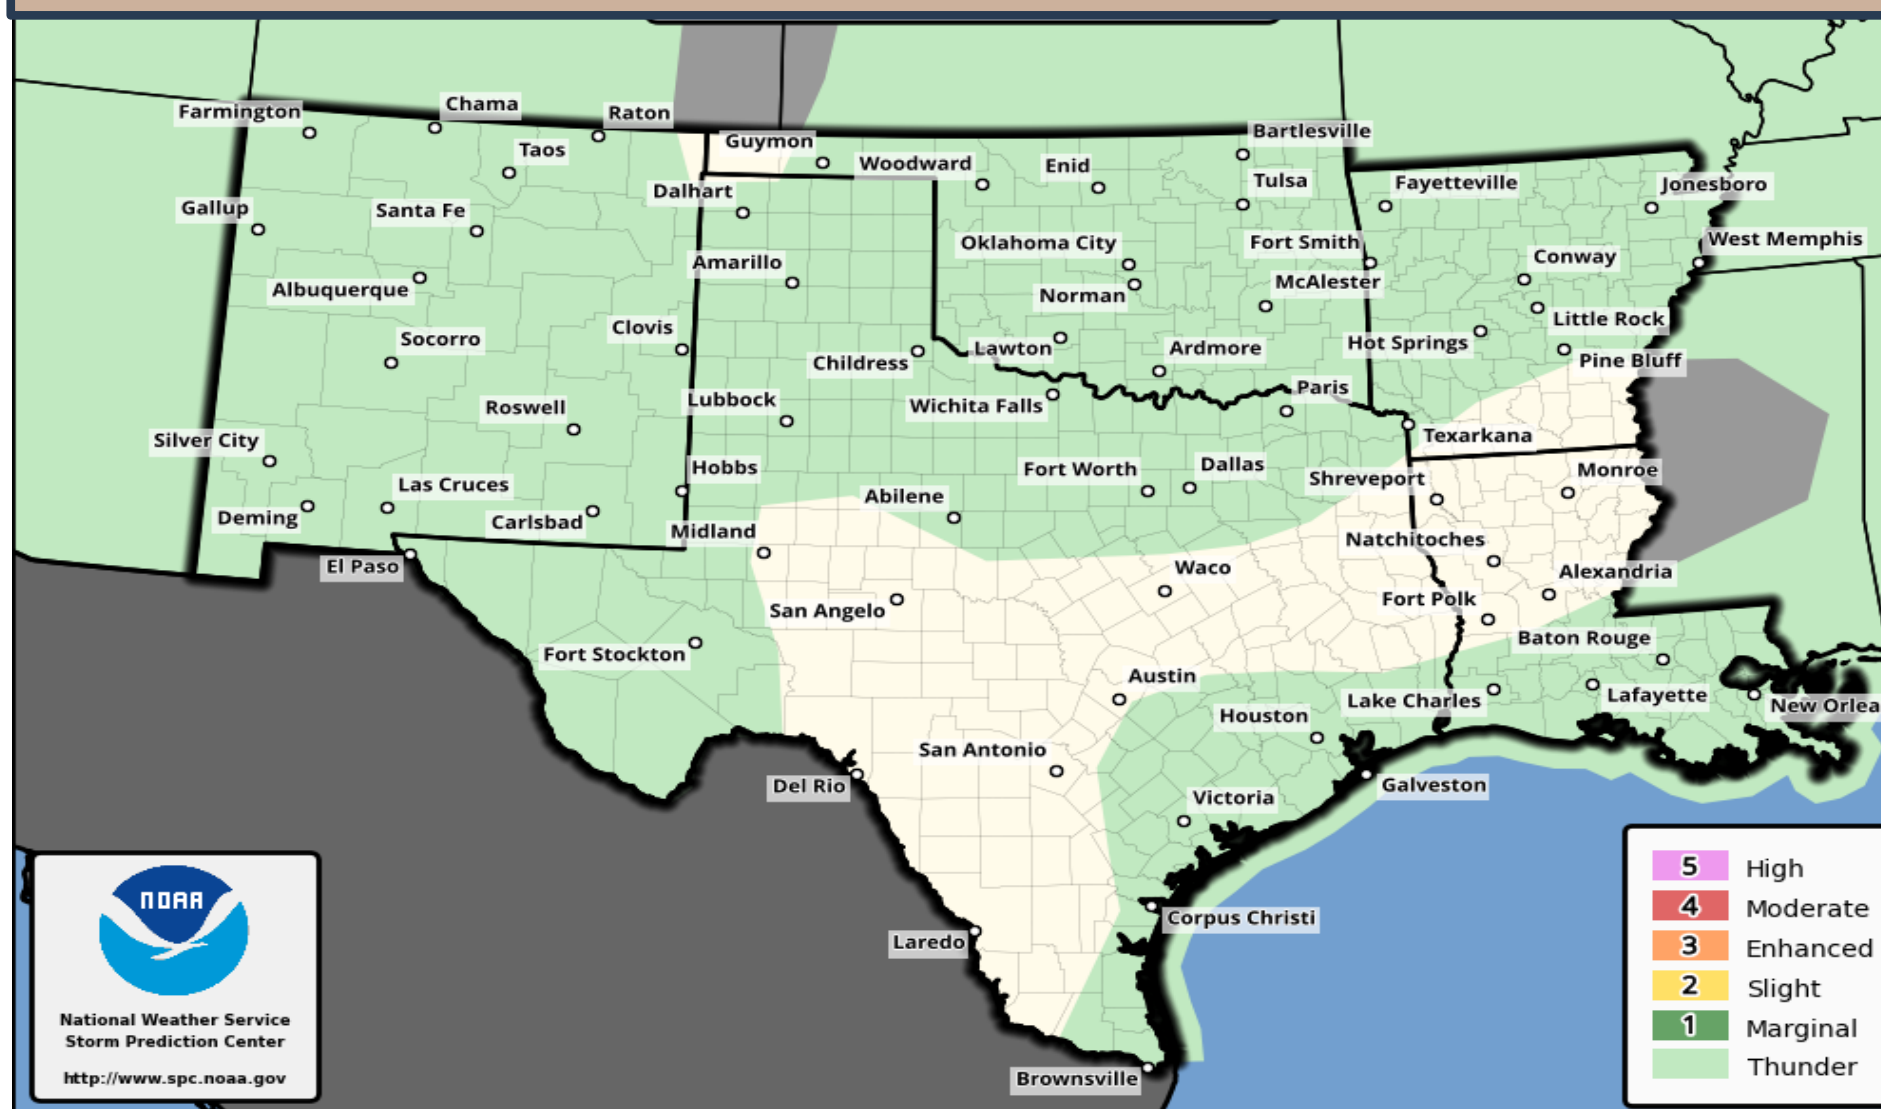 Farmington
Chama
Raton
Guymon
Bartlesville
Taos
Woodward
Enid
Tulsa
Fayetteville
Jonesboro
Dalhart
Gallup
Santa Fe
Oklahoma City
Fort Smith
West Memphis
Conway
Amarillo
McAlester
Albuquerque
Norman
Little Rock
Clovis
Socorro
Hot Springs
Childress
Lawton
Ardmore
Pine Bluff
Paris
Lubbock
Wichita Falls
Roswell
Texarkana
Silver City
Hobbs
Fort Worth
Dallas
Shreveport
Monroe
Las Cruces
Abilene
Deming
Carlsbad
Midland
Natchitoches
El Paso
Waco
Alexandria
San Angelo
Fort Polk
Fort Stockton
Baton Rouge
Austin
Lake Charles
Lafayette
New Orlea
Houston
San Antonio
Del Rio
Galveston
Victoria
Corpus Christi
Laredo
Brownsville
NOAA
National Weather Service
Storm Prediction Center
http://www.spc.noaa.gov
5 High
4 Moderate
3 Enhanced
2 Slight
1 Marginal
Thunder